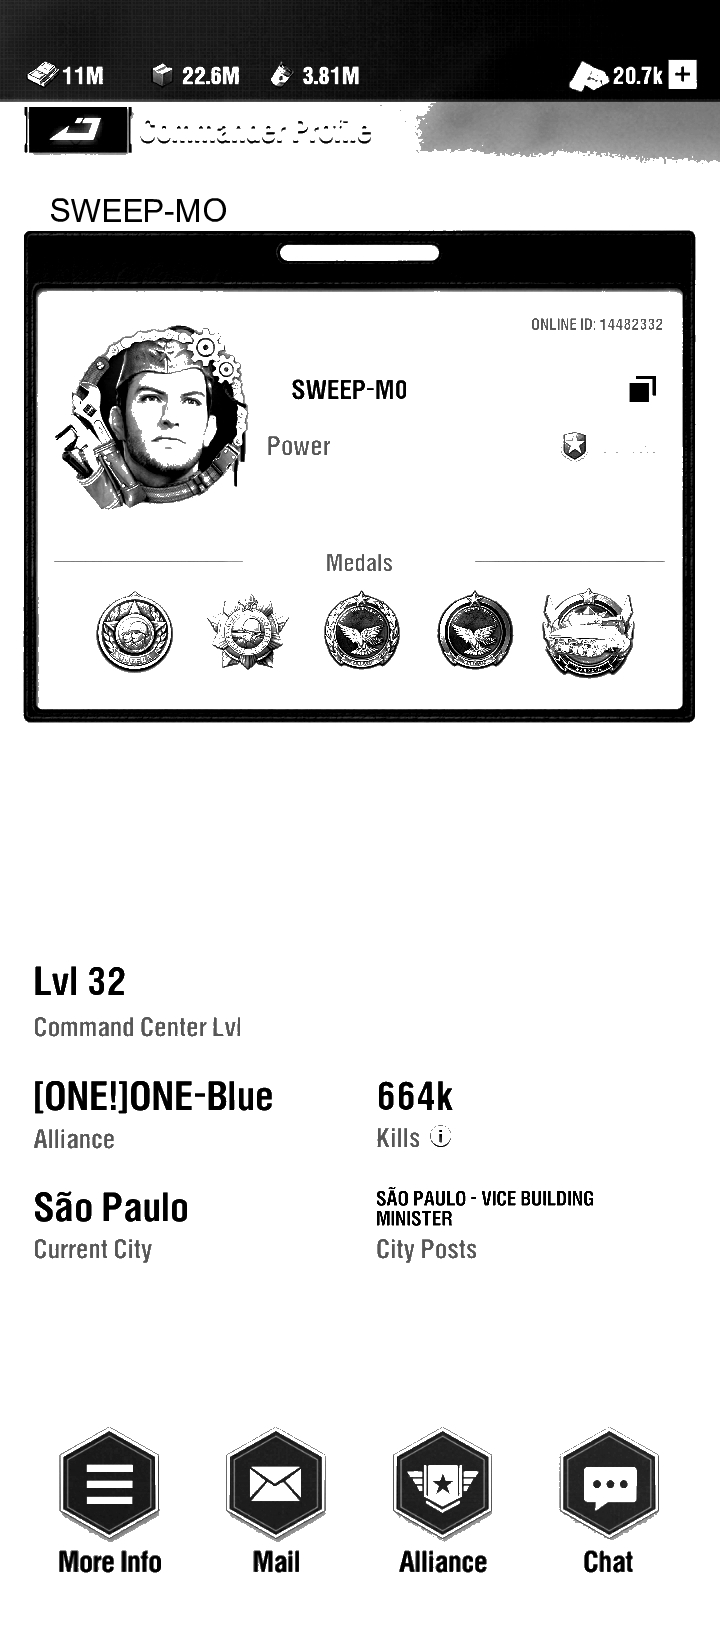 11M 22.6M 3.81M 20.7k
Commander Profile
SWEEP-MO
ONLINE ID: 14482332
SWEEP-MO
Power
Medals
Lvl 32
Command Center Lvl
[ONE!]ONE-Blue 664k
Alliance Kills
São Paulo SÃO PAULO - VICE BUILDING
MINISTER
Current City City Posts
More Info Mail Alliance Chat